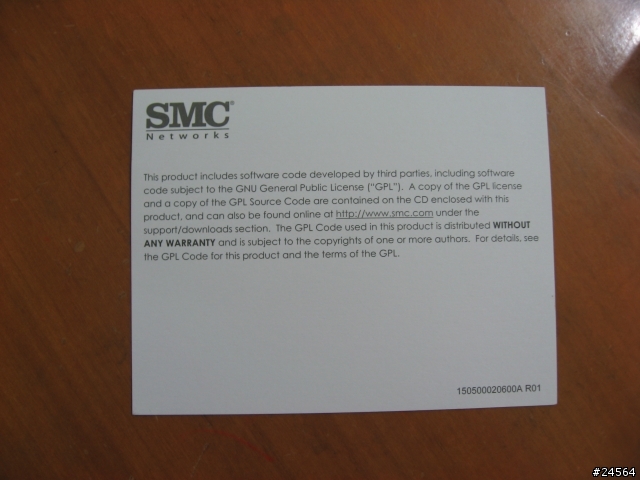 SMC®
Networks
This product includes software code developed by third parties, including software
code subject to the GNU General Public License ("GPL").  A copy of the GPL license
and a copy of the GPL Source Code are contained on the CD enclosed with this
product, and can also be found online at http://www.smc.com under the
support/downloads section.  The GPL Code used in this product is distributed WITHOUT
ANY WARRANTY and is subject to the copyrights of one or more authors.  For details, see
the GPL Code for this product and the terms of the GPL.
150500020600A R01
#24564